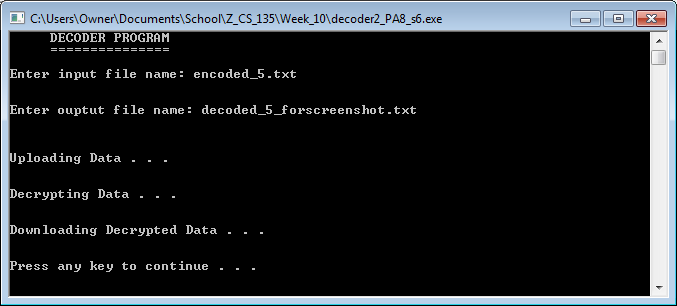 C:\Users\Owner\Documents\School\Z_CS_135\Week_10\decoder2_PA8_s6.exe
DECODER PROGRAM
===============
Enter input file name: encoded_5.txt
Enter ouptut file name: decoded_5_forscreenshot.txt
Uploading Data . . .
Decrypting Data . . .
Downloading Decrypted Data . . .
Press any key to continue . . .